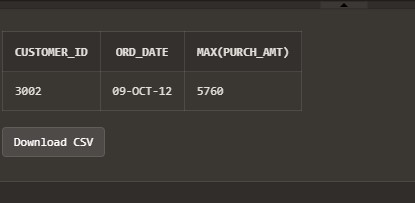 CUSTOMER_ID ORD_DATE MAX(PURCH_AMT)
3002 09-OCT-12 5760
Download CSV